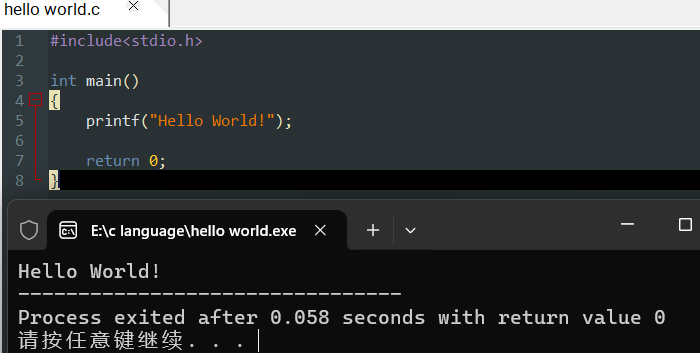 hello world.c
1 #include<stdio.h>
2
3 int main()
4 {
5     printf("Hello World!");
6
7     return 0;
8 }
E:\c language\hello world.exe
Hello World!
--------------------------------
Process exited after 0.058 seconds with return value 0
请按任意键继续. . .